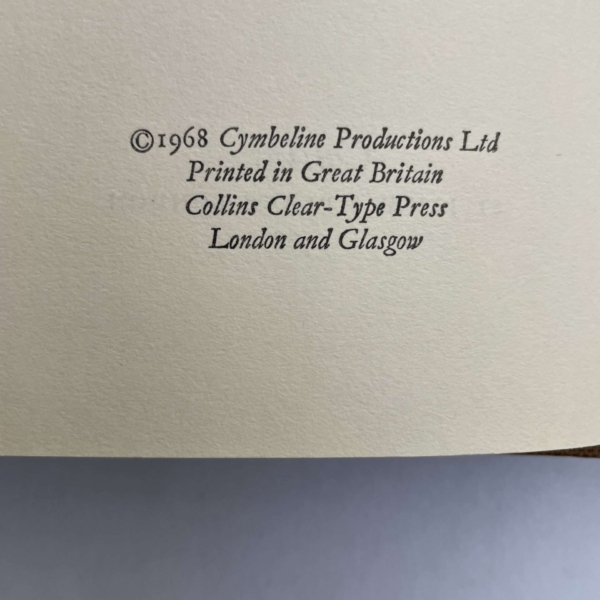 ©1968 Cymbeline Productions Ltd
Printed in Great Britain
Collins Clear-Type Press
London and Glasgow